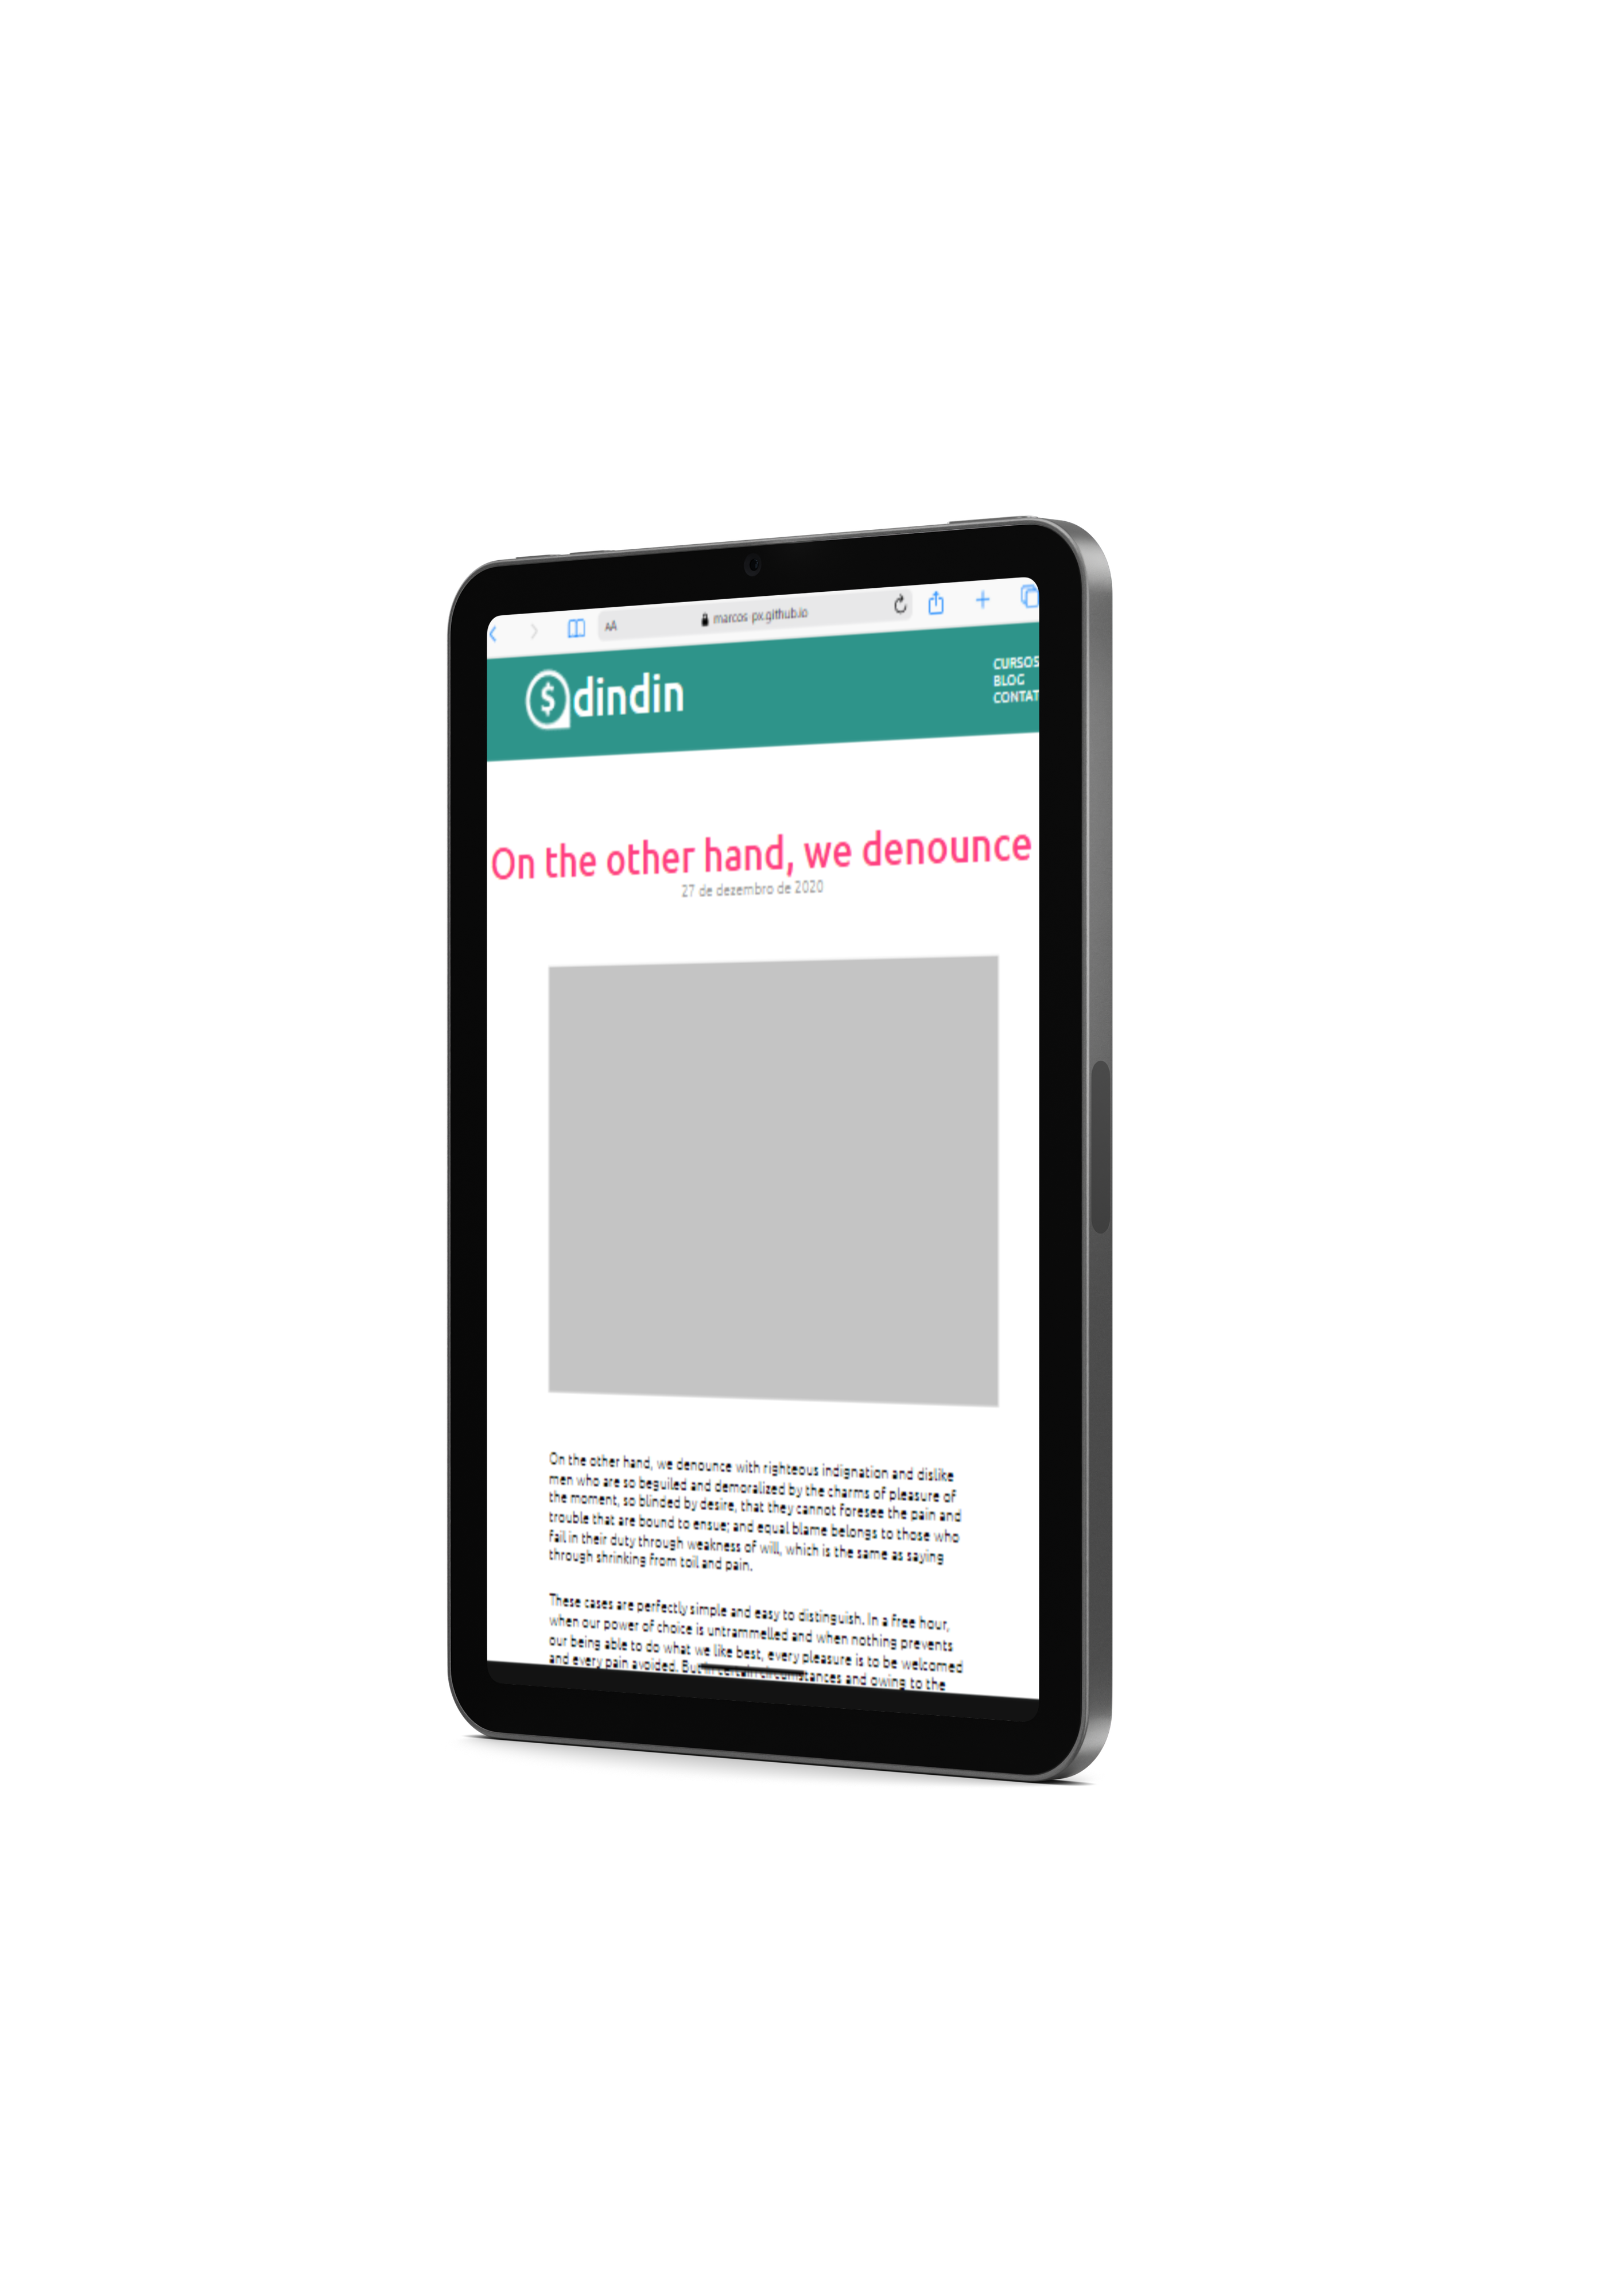 AA marcos-px.github.io
$ dindin
CURSOS
BLOG
CONTAT
On the other hand, we denounce
27 de dezembro de 2020
On the other hand, we denounce with righteous indignation and dislike
men who are so beguiled and demoralized by the charms of pleasure of
the moment, so blinded by desire, that they cannot foresee the pain and
trouble that are bound to ensue; and equal blame belongs to those who
fail in their duty through weakness of will, which is the same as saying
through shrinking from toil and pain.
These cases are perfectly simple and easy to distinguish. In a free hour,
when our power of choice is untrammelled and when nothing prevents
our being able to do what we like best, every pleasure is to be welcomed
and every pain avoided. But in certain circumstances and owing to the